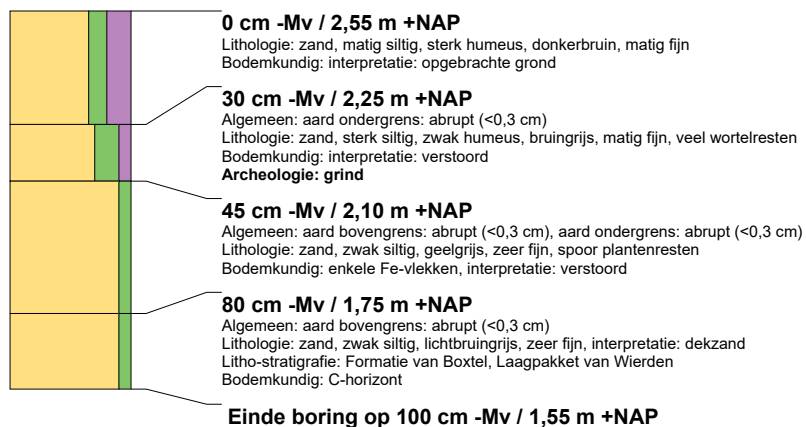 0 cm -Mv / 2,55 m +NAP
Lithologie: zand, matig siltig, sterk humeus, donkerbruin, matig fijn
Bodemkundig: interpretatie: opgebrachte grond
30 cm -Mv / 2,25 m +NAP
Algemeen: aard ondergrens: abrupt (<0,3 cm)
Lithologie: zand, sterk siltig, zwak humeus, bruingrijs, matig fijn, veel wortelresten
Bodemkundig: interpretatie: verstoord
Archeologie: grind
45 cm -Mv / 2,10 m +NAP
Algemeen: aard bovengrens: abrupt (<0,3 cm), aard ondergrens: abrupt (<0,3 cm)
Lithologie: zand, zwak siltig, geelgrijs, zeer fijn, spoor plantenresten
Bodemkundig: enkele Fe-vlekken, interpretatie: verstoord
80 cm -Mv / 1,75 m +NAP
Algemeen: aard bovengrens: abrupt (<0,3 cm)
Lithologie: zand, zwak siltig, lichtbruingrijs, zeer fijn, interpretatie: dekzand
Litho-stratigrafie: Formatie van Boxtel, Laagpakket van Wierden
Bodemkundig: C-horizont
Einde boring op 100 cm -Mv / 1,55 m +NAP